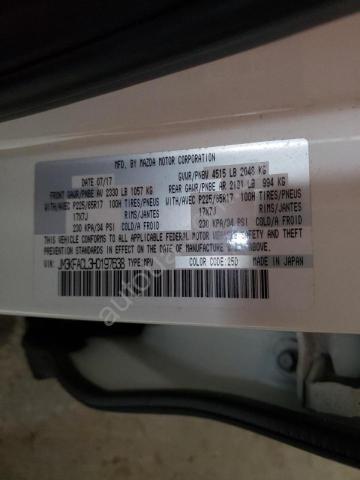 MFD. BY MAZDA MOTOR CORPORATION
DATE 07/17 GVWR/PNBV 4515 LB 2048 KG
FRONT GAWR/PNBE AV 2330 LB 1057 KG REAR GAWR/PNBE AR 2191 LB 994 KG
WITH/AVEC P225/65R17 100H TIRES/PNEUS WITH/AVEC P225/65R17 100H TIRES/PNEUS
17X7J RIMS/JANTES 17X7J RIMS/JANTES
230 KPA/34 PSI COLD/A FROID 230 KPA/34 PSI COLD/A FROID
THIS VEHICLE CONFORMS TO ALL APPLICABLE FEDERAL MOTOR VEHICLE SAFETY, BUMPER, AND THEFT
PREVENTION STANDARDS IN EFFECT ON THE DATE OF MANUFACTURE SHOWN ABOVE.
VIN: TYPE: MPV COLOR CODE: 25D MADE IN JAPAN